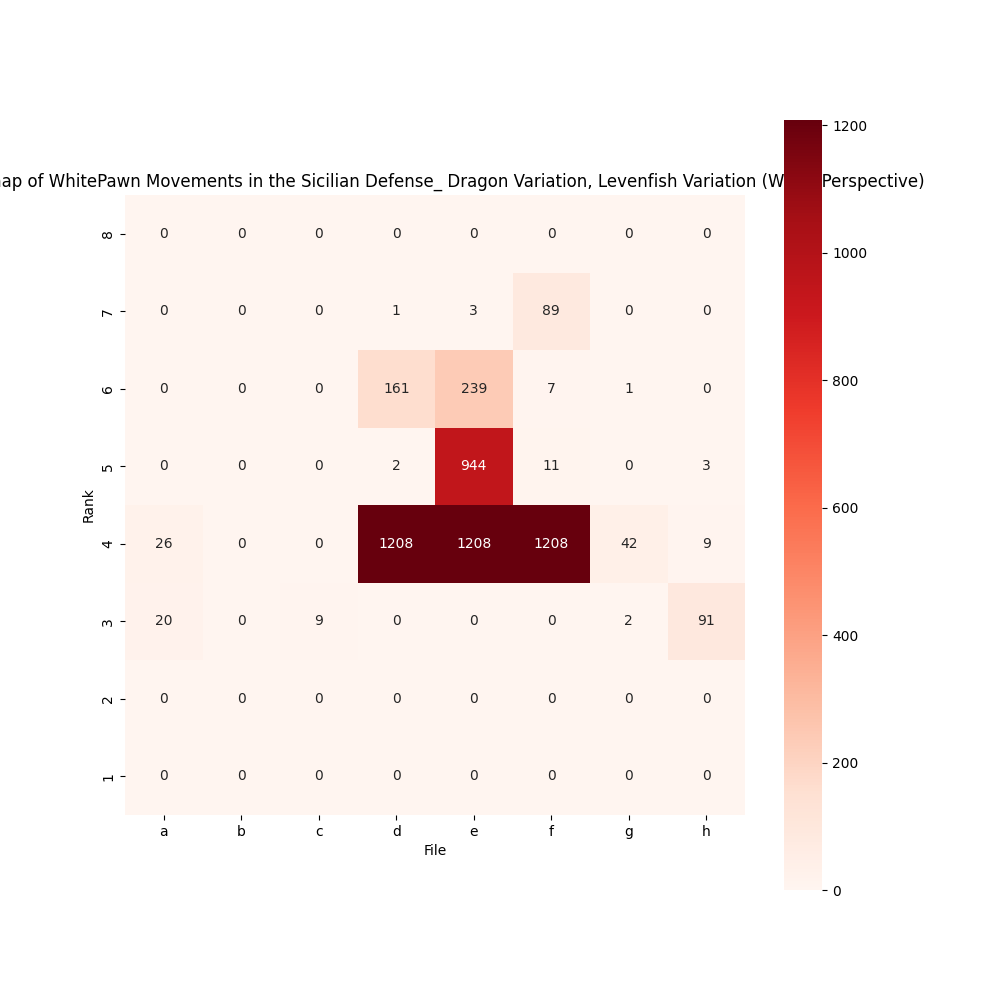 ap of WhitePawn Movements in the Sicilian Defense_ Dragon Variation, Levenfish Variation (W Perspective)
1200
1000
800
600
400
200
0
Rank
8 0 0 0 0 0 0 0 0
7 0 0 0 1 3 89 0 0
6 0 0 0 161 239 7 1 0
5 0 0 0 2 944 11 0 3
4 26 0 0 1208 1208 1208 42 9
3 20 0 9 0 0 0 2 91
2 0 0 0 0 0 0 0 0
1 0 0 0 0 0 0 0 0
a b c d e f g h
File